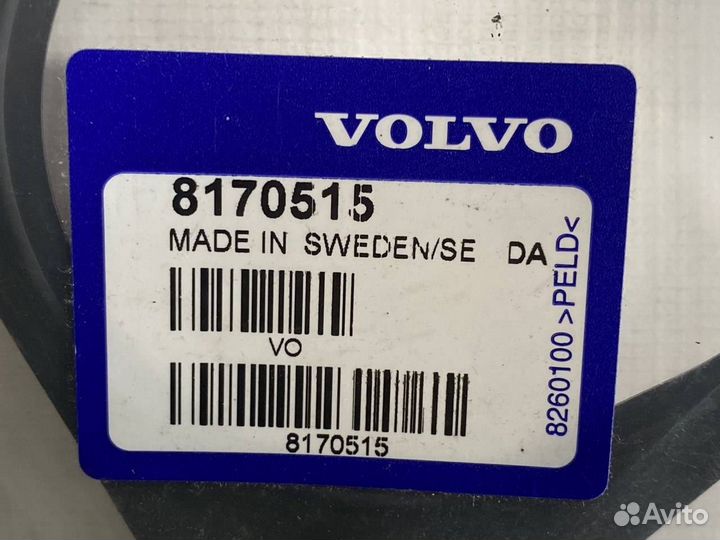 VOLVO
8170515
MADE IN SWEDEN/SE DA
VO
8170515
8260100 >PELD<
Avito